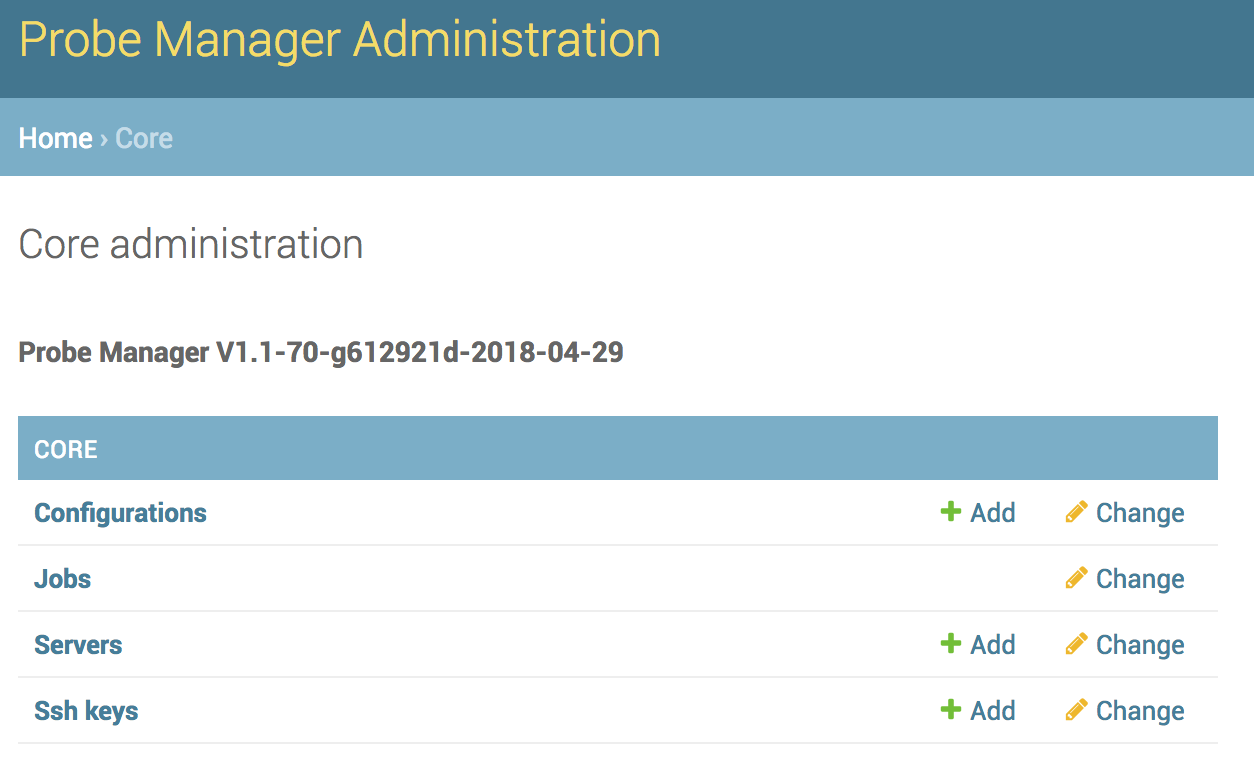 Probe Manager Administration
Home › Core
Core administration
Probe Manager V1.1-70-g612921d-2018-04-29
CORE
Configurations Add Change
Jobs Change
Servers Add Change
Ssh keys Add Change